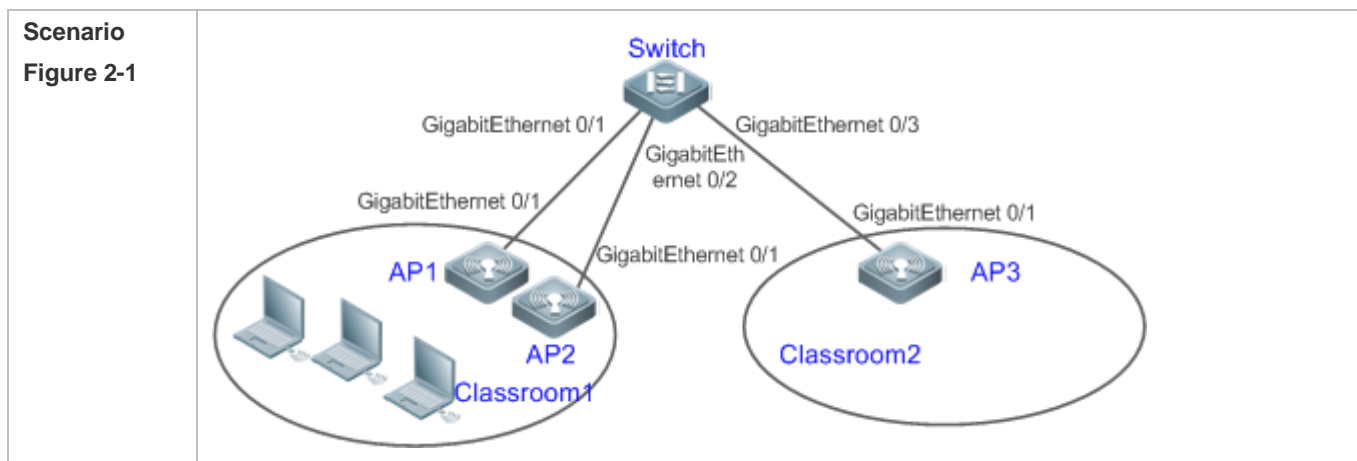 Scenario
Figure 2-1
Switch
GigabitEthernet 0/1
GigabitEthernet 0/3
GigabitEth
ernet 0/2
GigabitEthernet 0/1
GigabitEthernet 0/1
GigabitEthernet 0/1
AP1
AP3
AP2
Classroom2
Classroom1